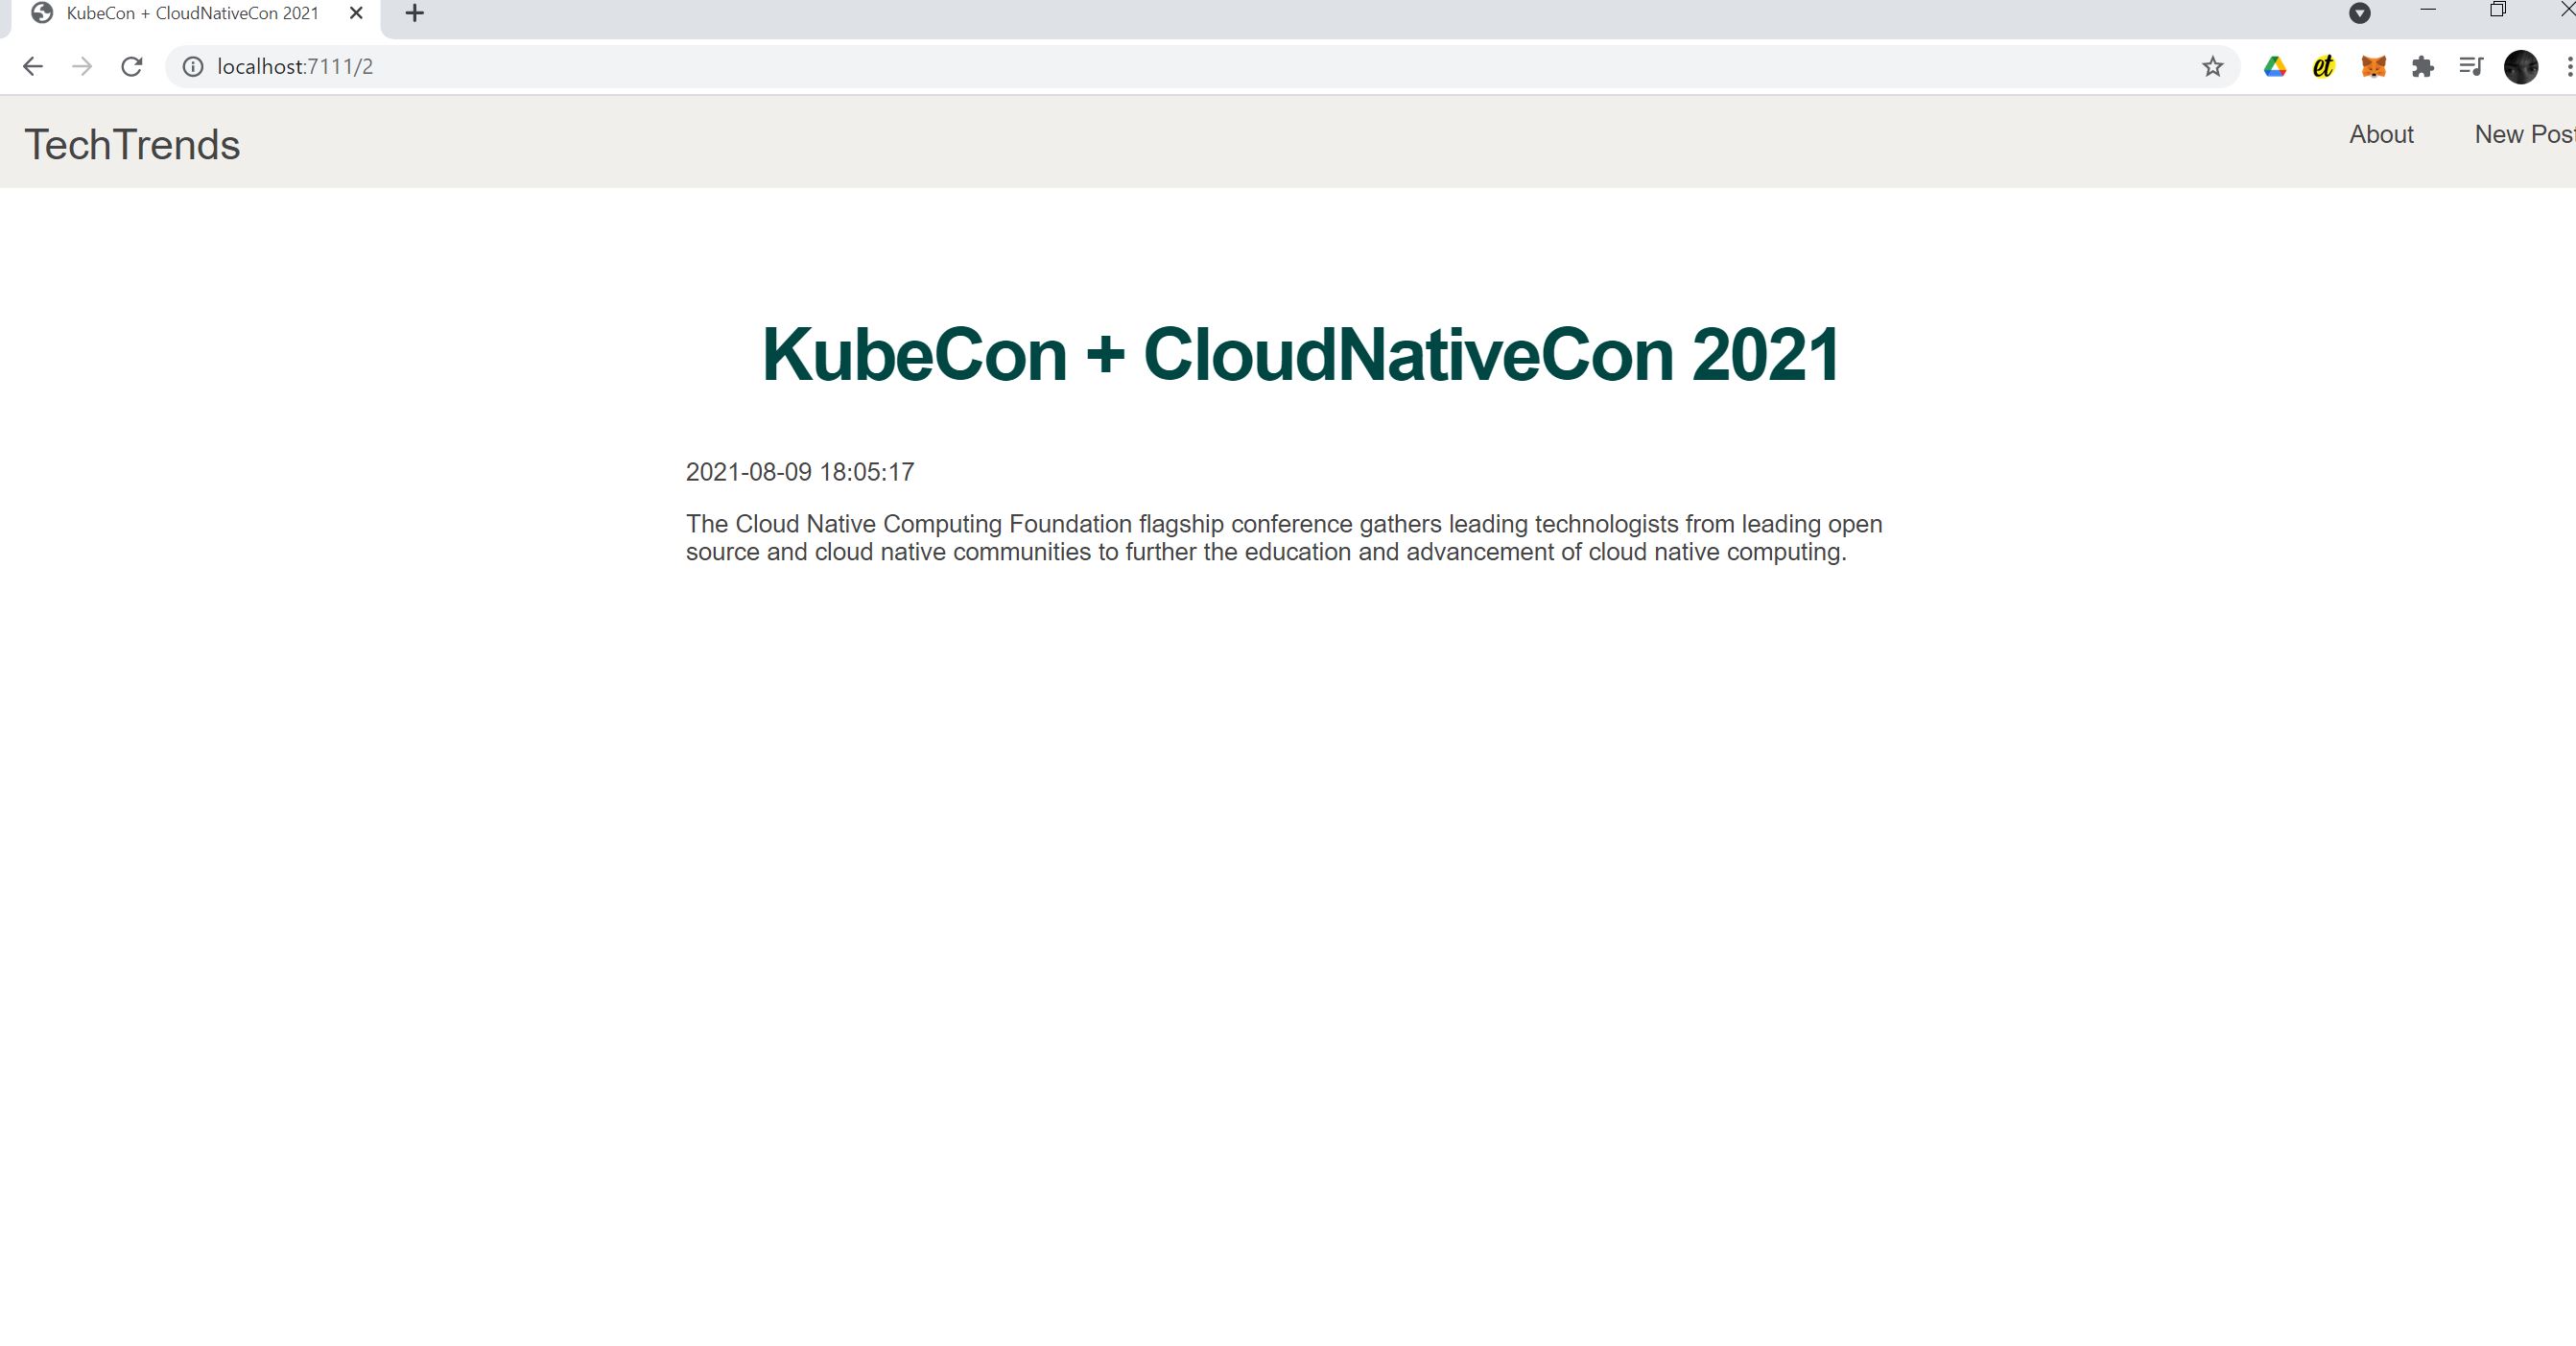 KubeCon + CloudNativeCon 2021
localhost:7111/2
et
TechTrends
About
New Post
KubeCon + CloudNativeCon 2021
2021-08-09 18:05:17
The Cloud Native Computing Foundation flagship conference gathers leading technologists from leading open
source and cloud native communities to further the education and advancement of cloud native computing.